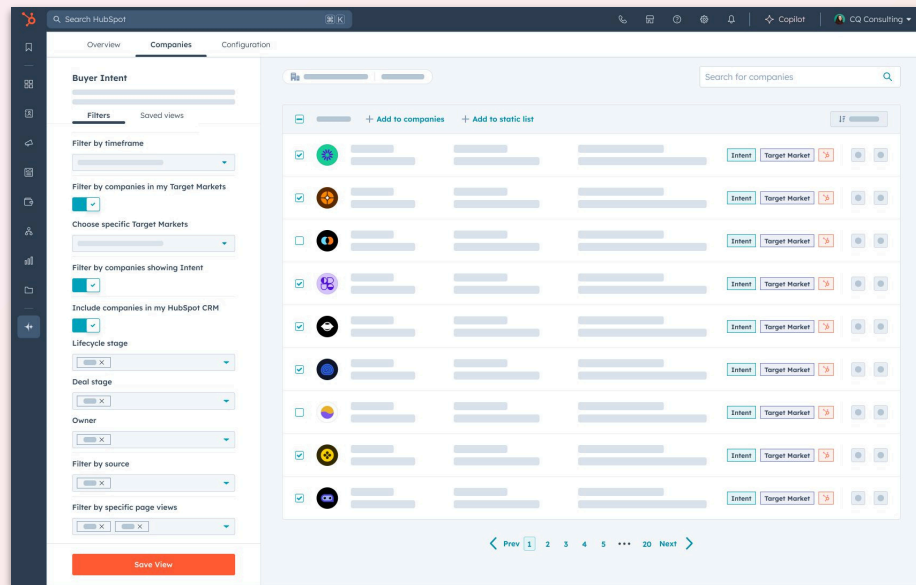 Search HubSpot
⌘ K
Copilot
CQ Consulting
Overview Companies Configuration
Buyer Intent
Filters Saved views
Filter by timeframe
Filter by companies in my Target Markets
Choose specific Target Markets
Filter by companies showing Intent
Include companies in my HubSpot CRM
Lifecycle stage
Deal stage
Owner
Filter by source
Filter by specific page views
Save View
Search for companies
+ Add to companies + Add to static list
Intent Target Market
Intent Target Market
Intent Target Market
Intent Target Market
Intent Target Market
Intent Target Market
Intent Target Market
Intent Target Market
Intent Target Market
Prev 1 2 3 4 5 ••• 20 Next